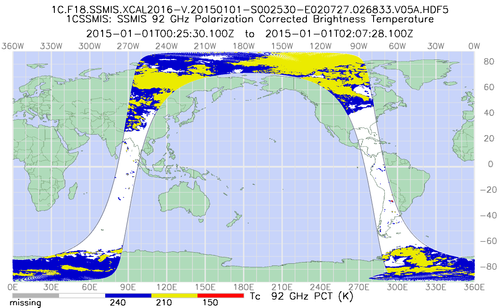 1C.F18.SSMIS.XCAL2016-V.20150101-S002530-E020727.026833.V05A.HDF5
1CSSMIS: SSMIS 92 GHz Polarization Corrected Brightness Temperature
2015-01-01T00:25:30.100Z to 2015-01-01T02:07:28.100Z
360W 330W 300W 270W 240W 210W 180W 150W 120W 90W 60W 30W 0W
80
60
40
20
0
-20
-40
-60
-80
0E 30E 60E 90E 120E 150E 180E 210E 240E 270E 300E 330E 360E
missing 240 210 150 Tc 92 GHz PCT (K)